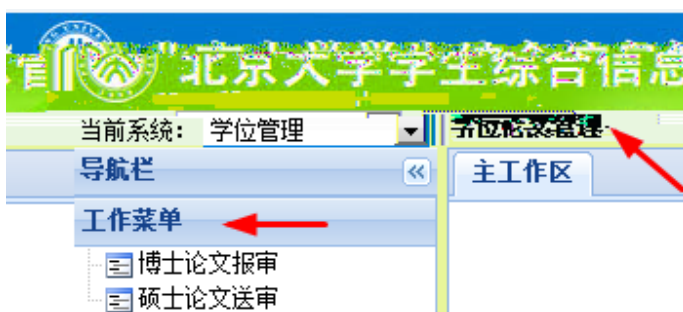 北京大学学生综合信息
当前系统： 学位管理
导航栏
主工作区
工作菜单
博士论文报审
硕士论文送审